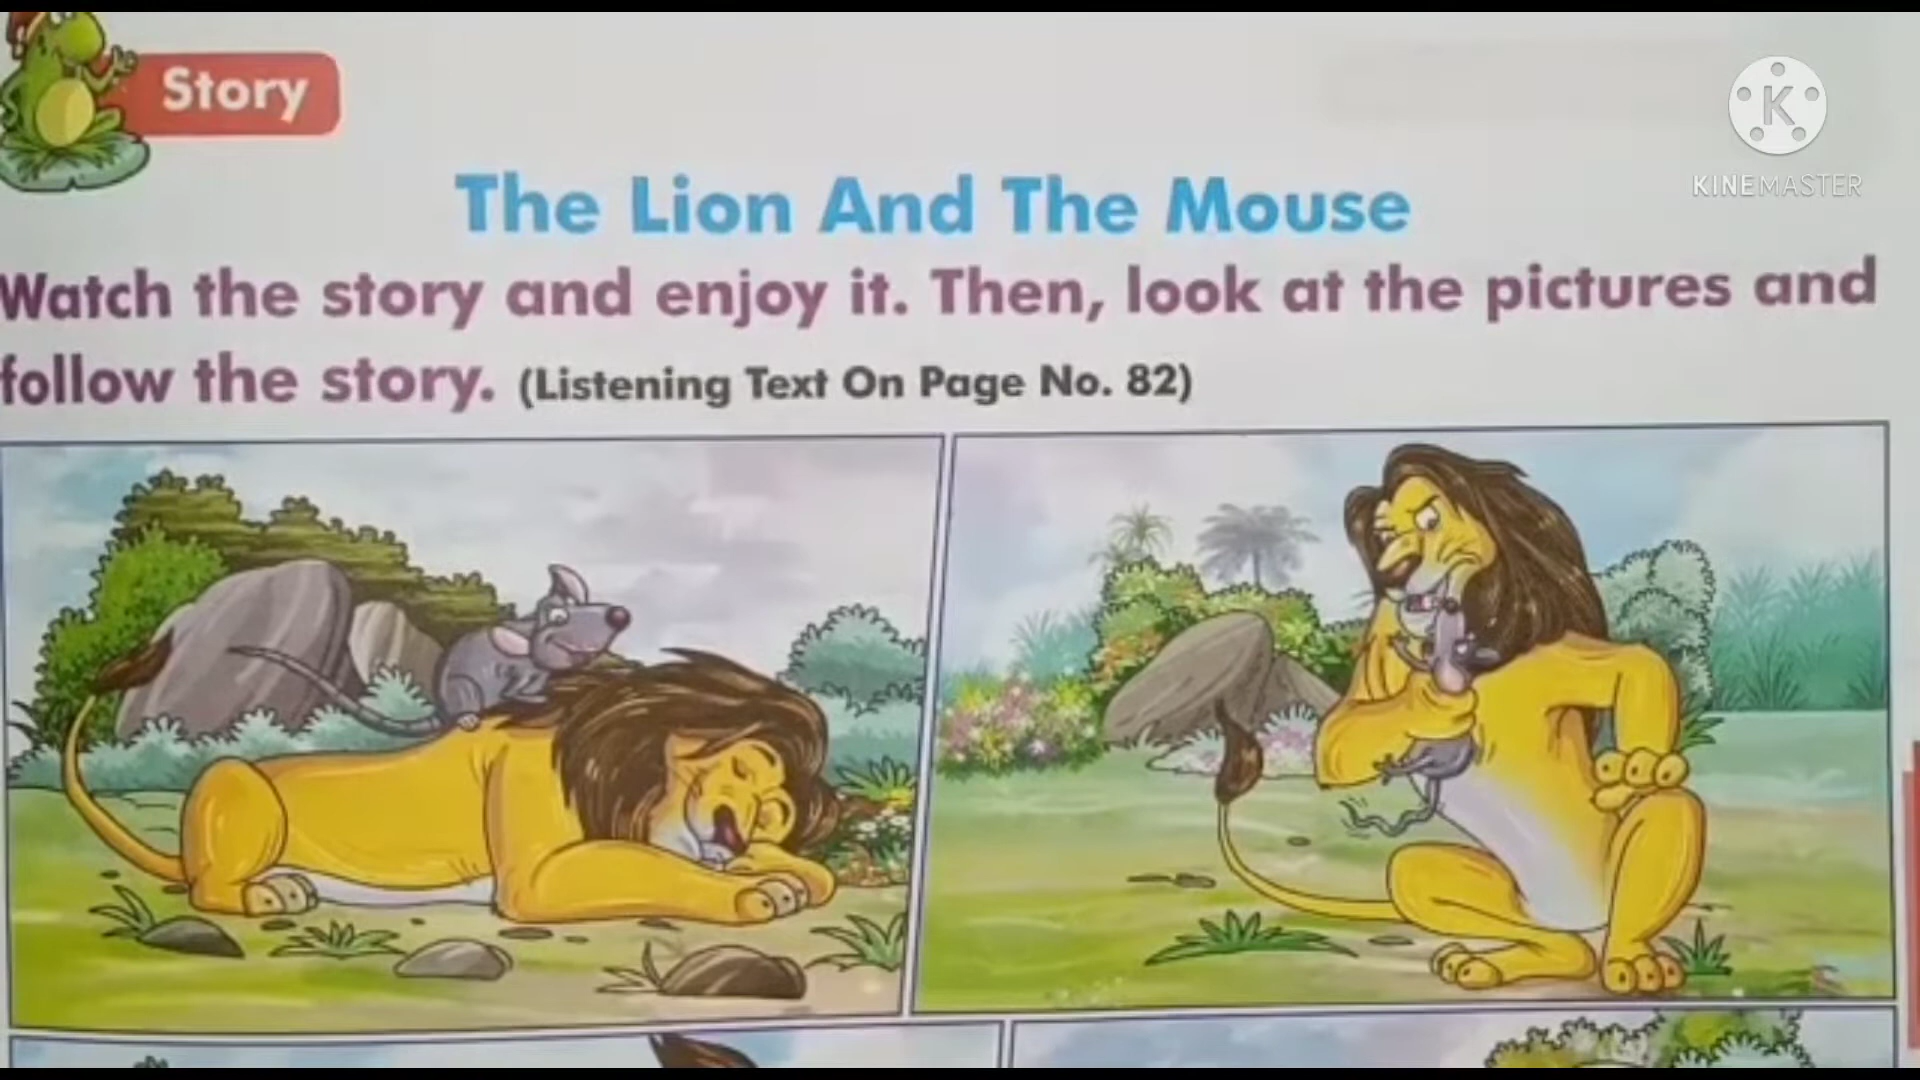 Story
K
KINEMASTER
The Lion And The Mouse
Watch the story and enjoy it. Then, look at the pictures and
follow the story. (Listening Text On Page No. 82)